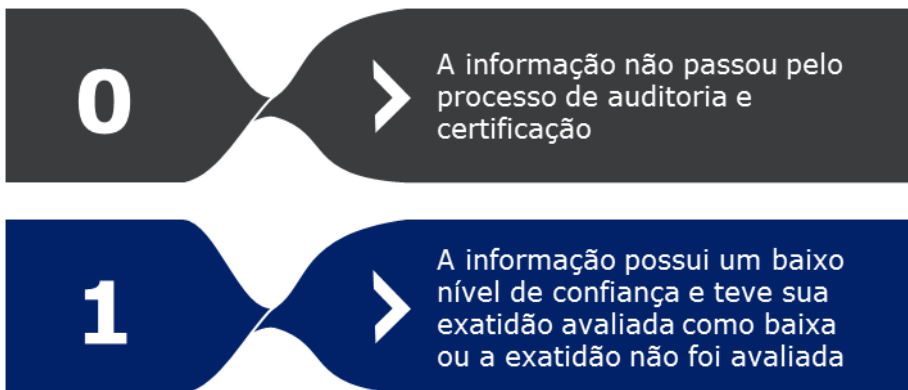 0
A informação não passou pelo
processo de auditoria e
certificação
1
A informação possui um baixo
nível de confiança e teve sua
exatidão avaliada como baixa
ou a exatidão não foi avaliada